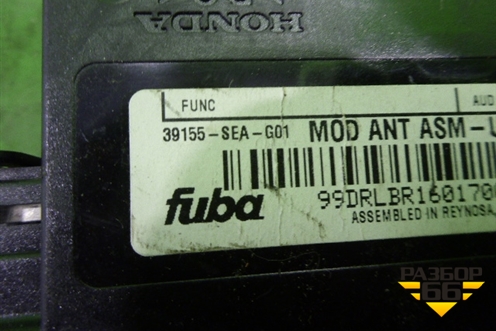 HONDA
FUNC AUD
39155-SEA-G01 MOD ANT ASM-
fuba 99DRLBR160170
ASSEMBLED IN REYNOSA
РАЗБОР
66